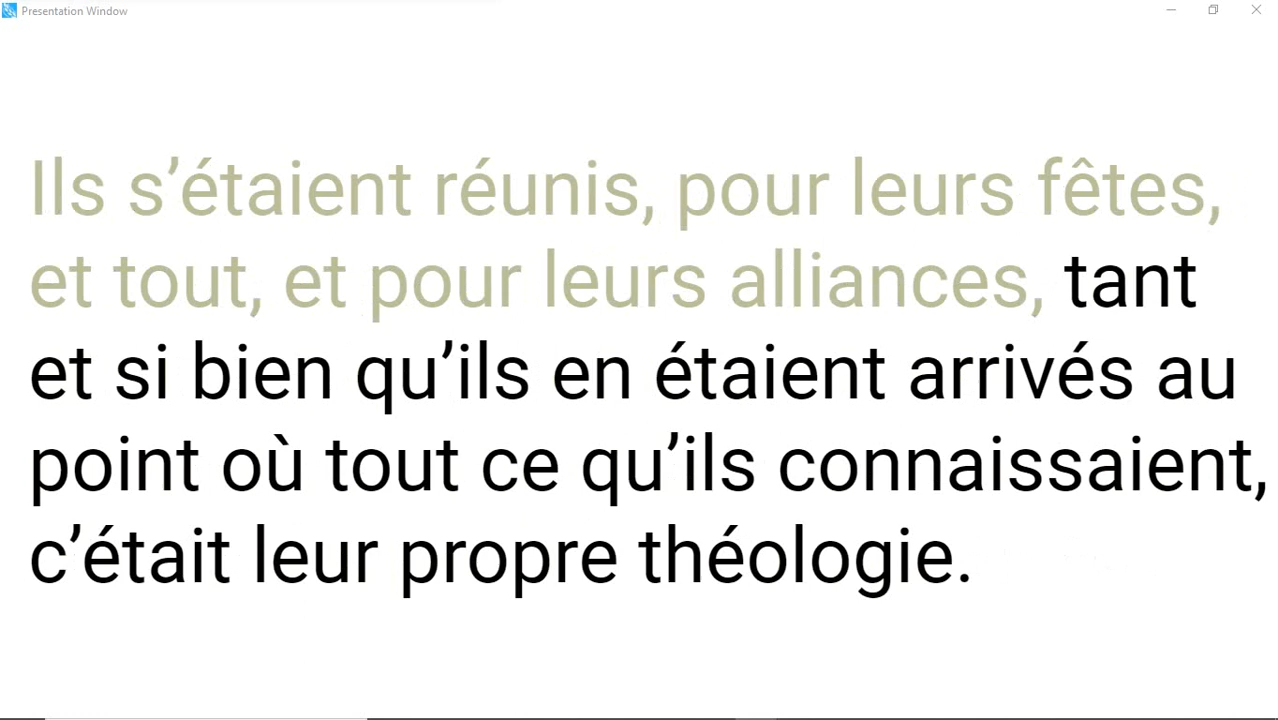 Presentation Window
Ils s’étaient réunis, pour leurs fêtes,
et tout, et pour leurs alliances, tant
et si bien qu’ils en étaient arrivés au
point où tout ce qu’ils connaissaient,
c’était leur propre théologie.